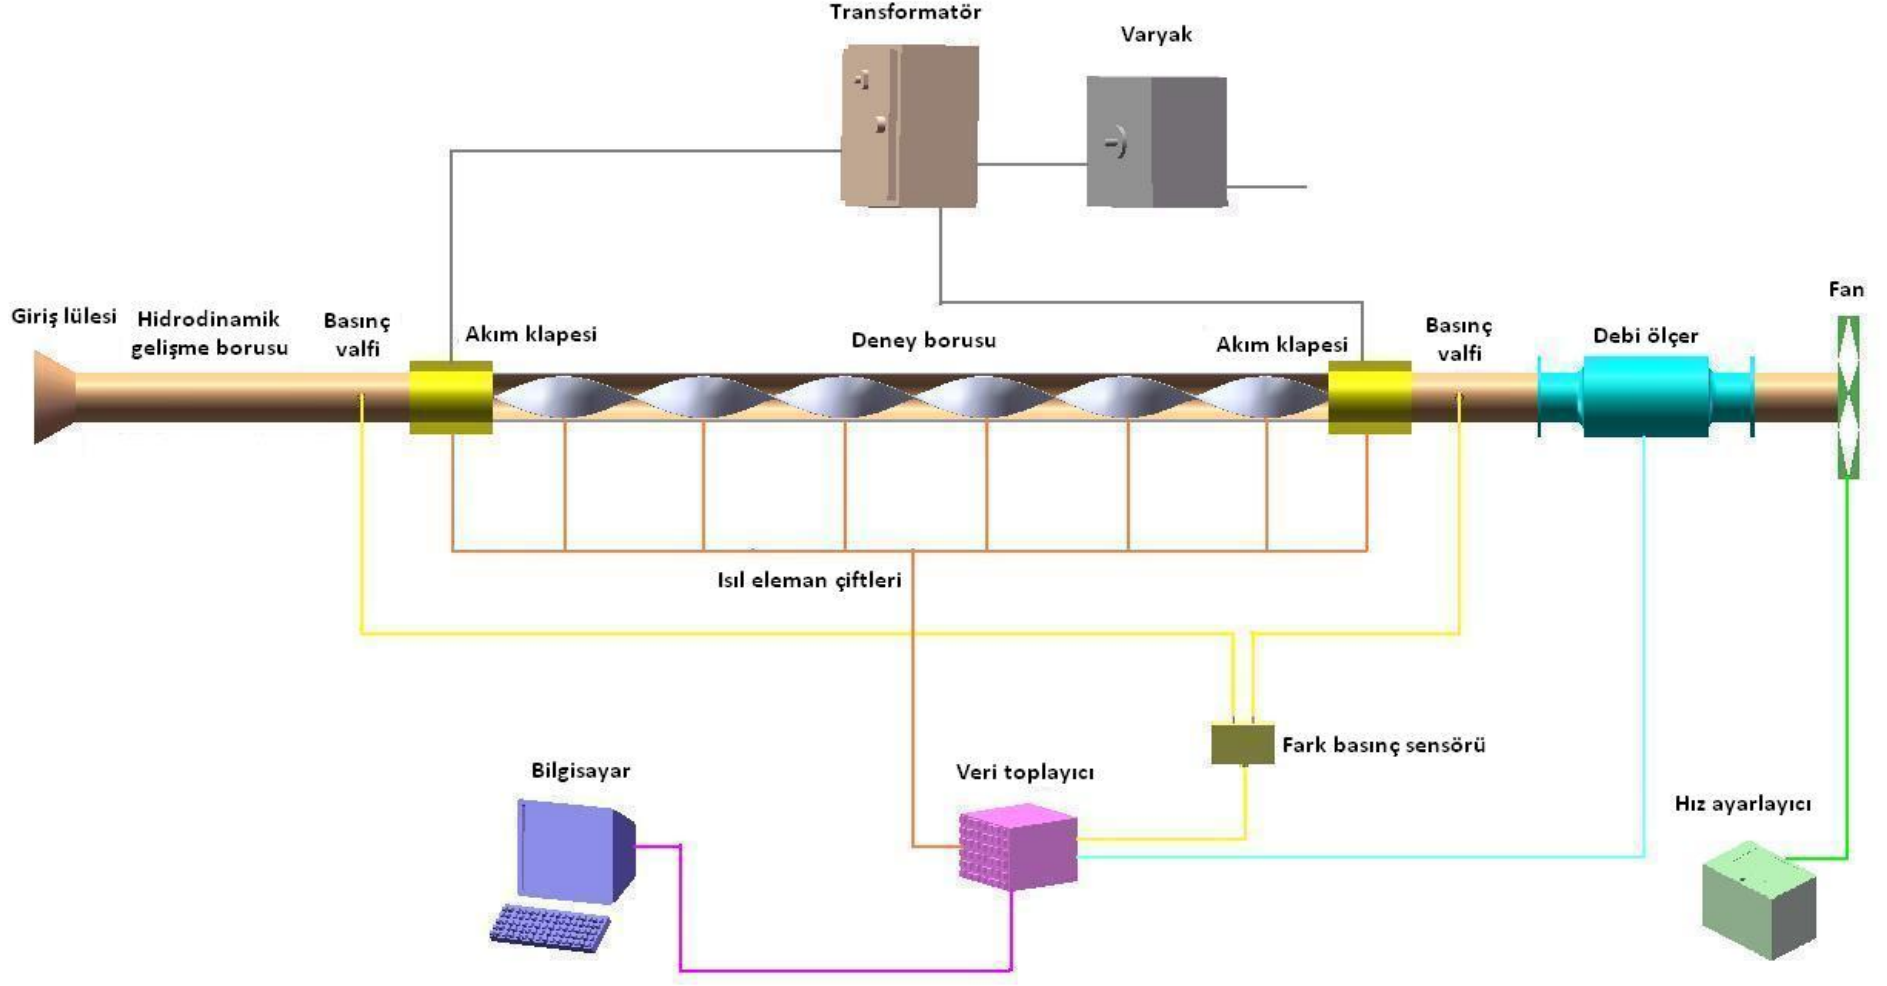 Transformatör
Varyak
Giriş lülesi
Hidrodinamik
gelişme borusu
Basınç
valfi
Akım klapesi
Deney borusu
Akım klapesi
Basınç
valfi
Debi ölçer
Fan
Isıl eleman çiftleri
Fark basınç sensörü
Bilgisayar
Veri toplayıcı
Hız ayarlayıcı